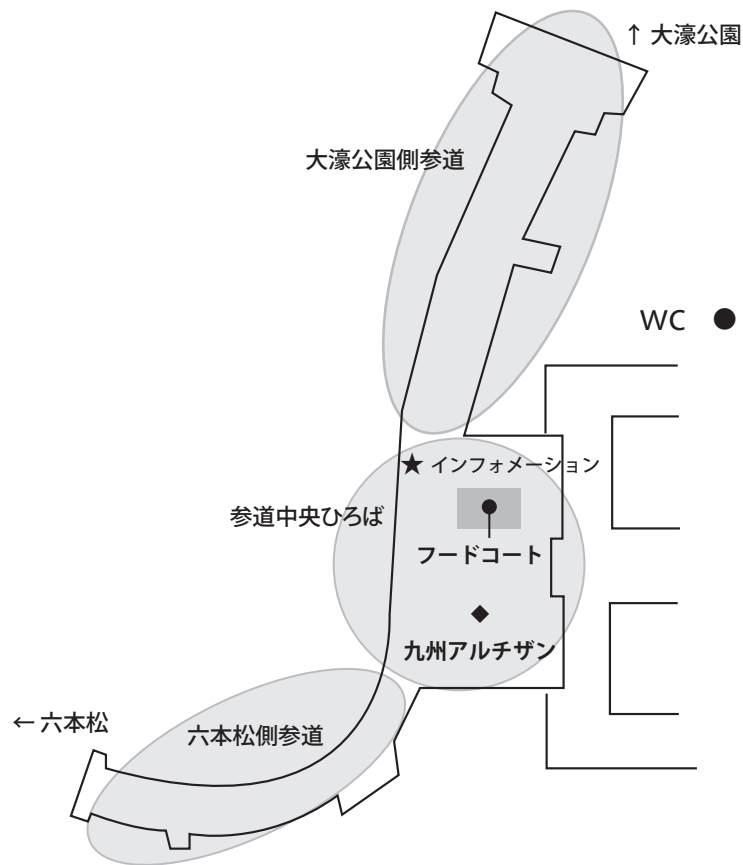 ↑ 大濠公園
大濠公園側参道
WC ●
★ インフォメーション
参道中央ひろば
フードコート
九州アルチザン
← 六本松
六本松側参道